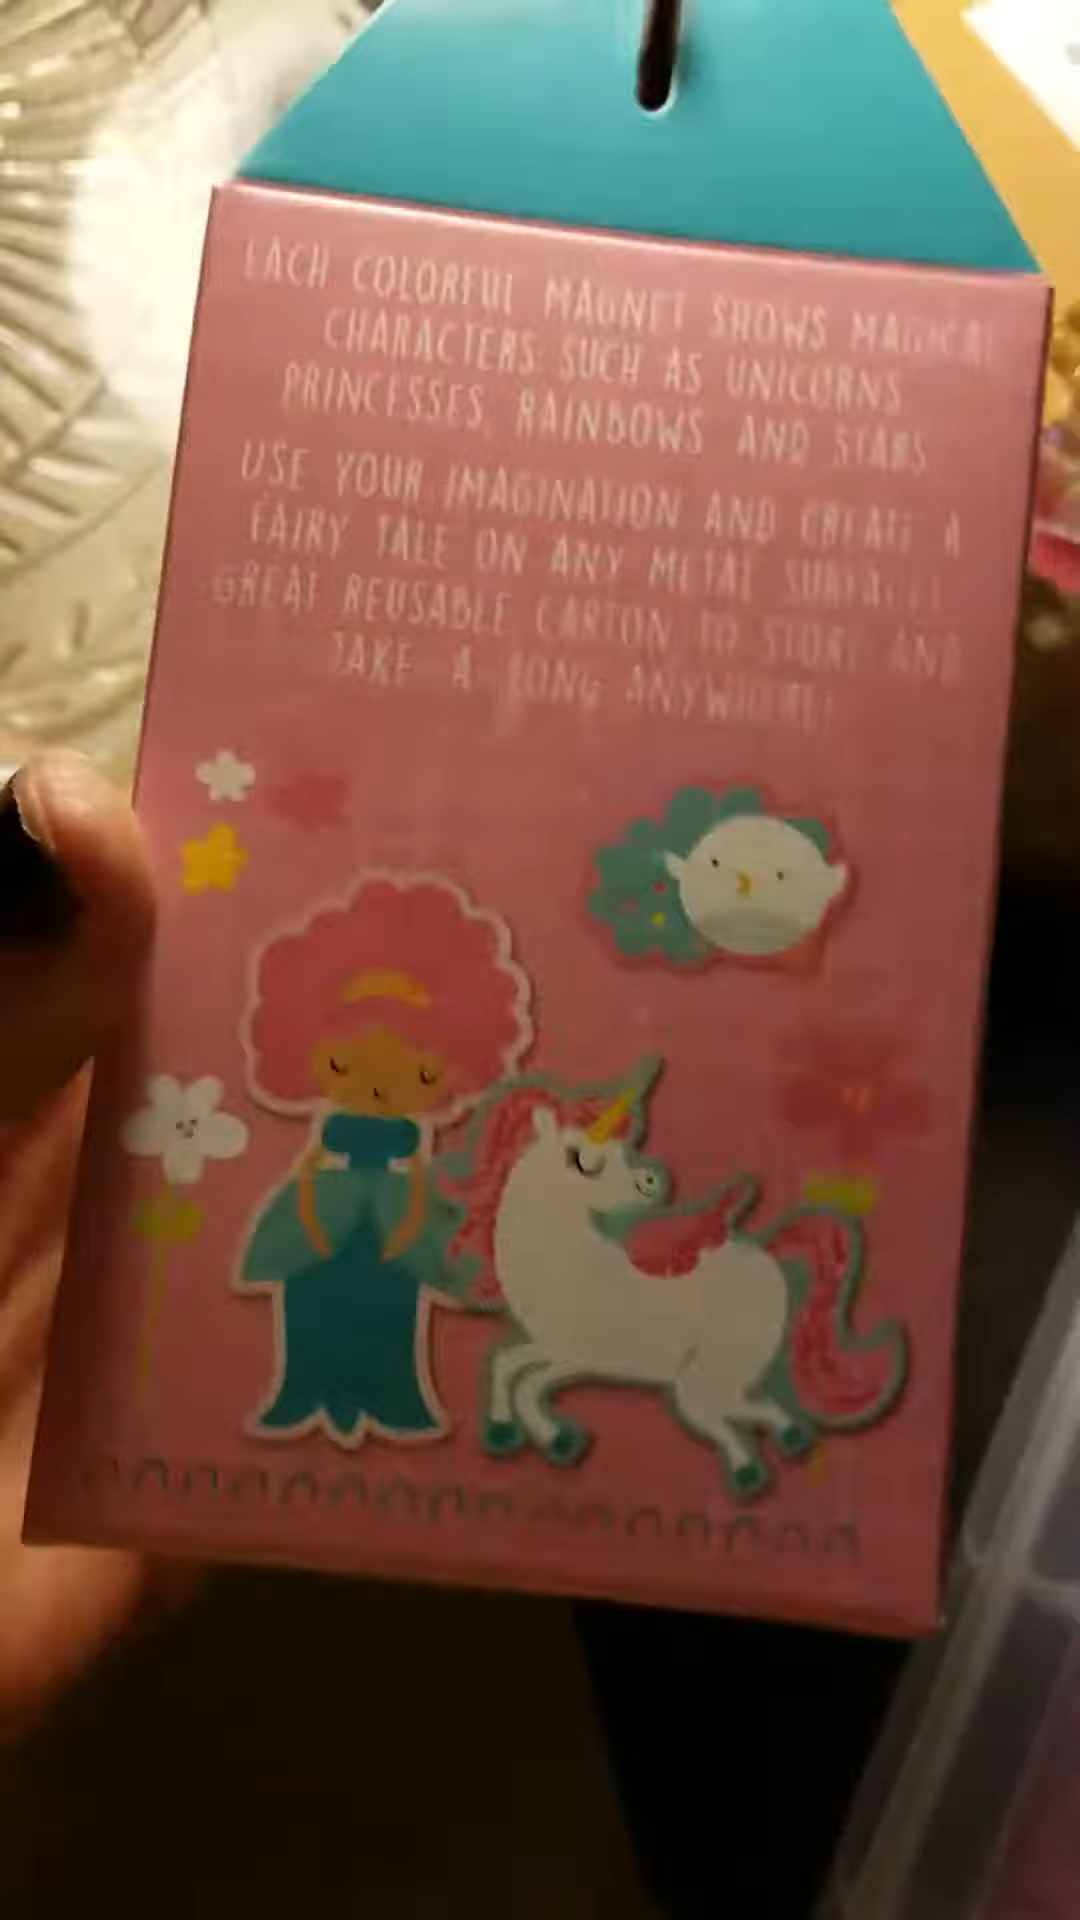 EACH COLORFUL MAGNET SHOWS MAGICAL
CHARACTERS SUCH AS UNICORNS
PRINCESSES, RAINBOWS AND STARS
USE YOUR IMAGINATION AND CREATE A
FAIRY TALE ON ANY METAL SURFACE!
GREAT REUSABLE CARTON TO STORE AND
TAKE A LONG ANYWHERE!